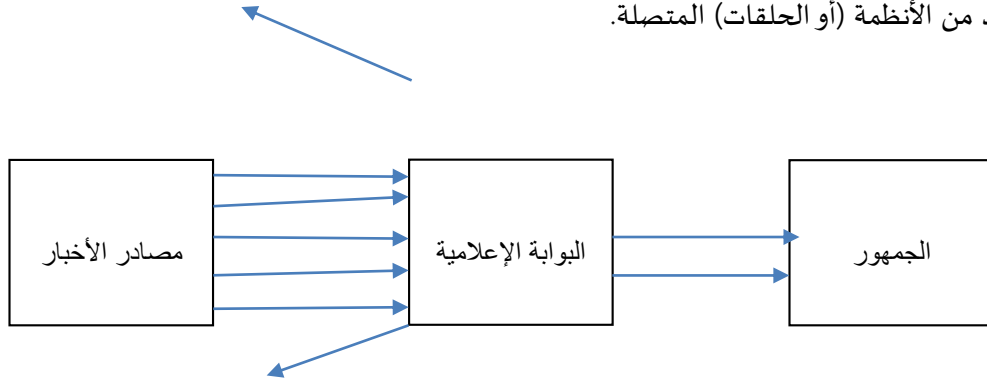 من الأنظمة (أو الحلقات) المتصلة.
مصادر الأخبار
البوابة الإعلامية
الجمهور